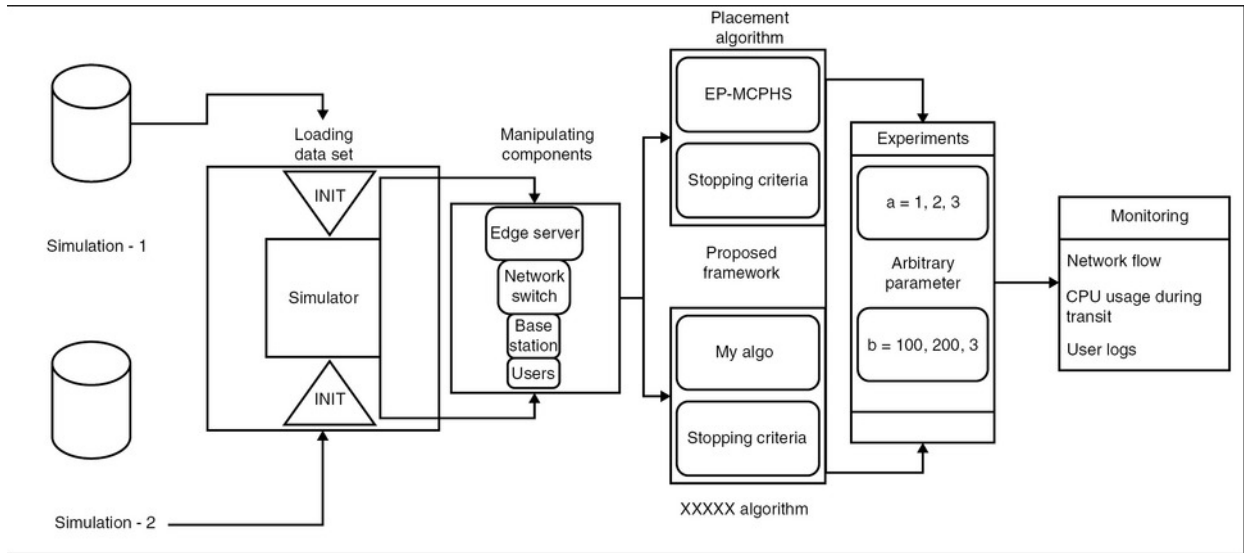 Simulation - 1
Simulation - 2
Loading
data set
INIT
Simulator
INIT
Manipulating
components
Edge server
Network
switch
Base
station
Users
Placement
algorithm
EP-MCPHS
Stopping criteria
Proposed
framework
My algo
Stopping criteria
XXXXX algorithm
Experiments
a = 1, 2, 3
Arbitrary
parameter
b = 100, 200, 3
Monitoring
Network flow
CPU usage during
transit
User logs